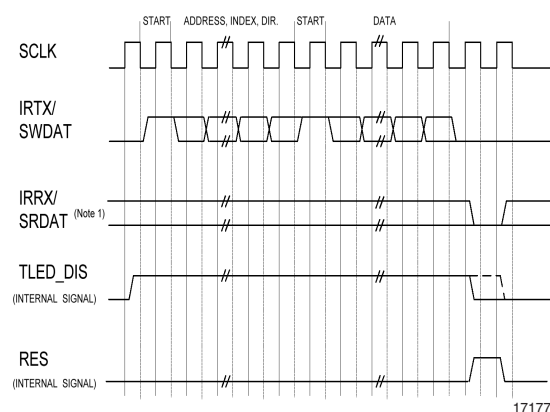 START ADDRESS, INDEX, DIR. START DATA
SCLK
IRTX/
SWDAT
IRRX/
SRDAT (Note 1)
TLED_DIS
(INTERNAL SIGNAL)
RES
(INTERNAL SIGNAL)
17177